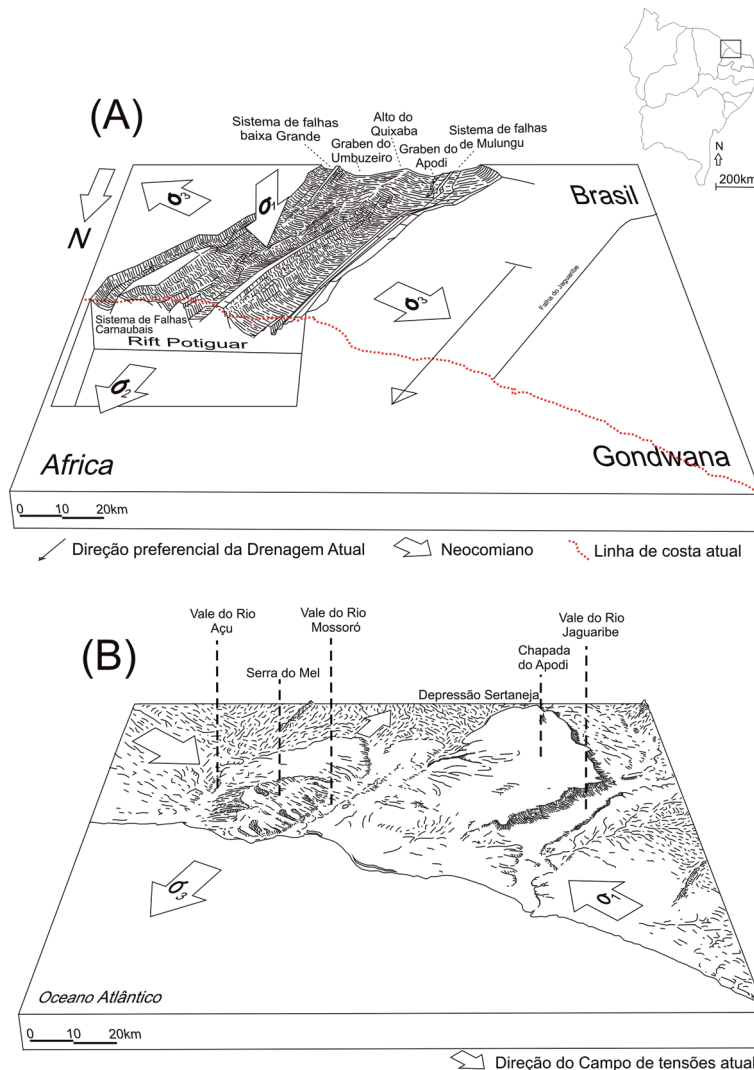 (A)
N
200km
Sistema de falhas
baixa Grande
Graben do
Umbuzeiro
Alto do
Quixaba
Graben do
Apodi
Sistema de falhas
de Mulungu
N
σ3
σ1
Brasil
σ3
Falha do Jaguaribe
Sistema de Falhas
Carnaubais
Rift Potiguar
σ2
Africa
Gondwana
0 10 20km
Direção preferencial da Drenagem Atual
Neocomiano
Linha de costa atual
(B)
Vale do Rio
Açu
Serra do Mel
Vale do Rio
Mossoró
Depressão Sertaneja
Chapada
do Apodi
Vale do Rio
Jaguaribe
σ3
σ1
Oceano Atlântico
0 10 20km
Direção do Campo de tensões atual